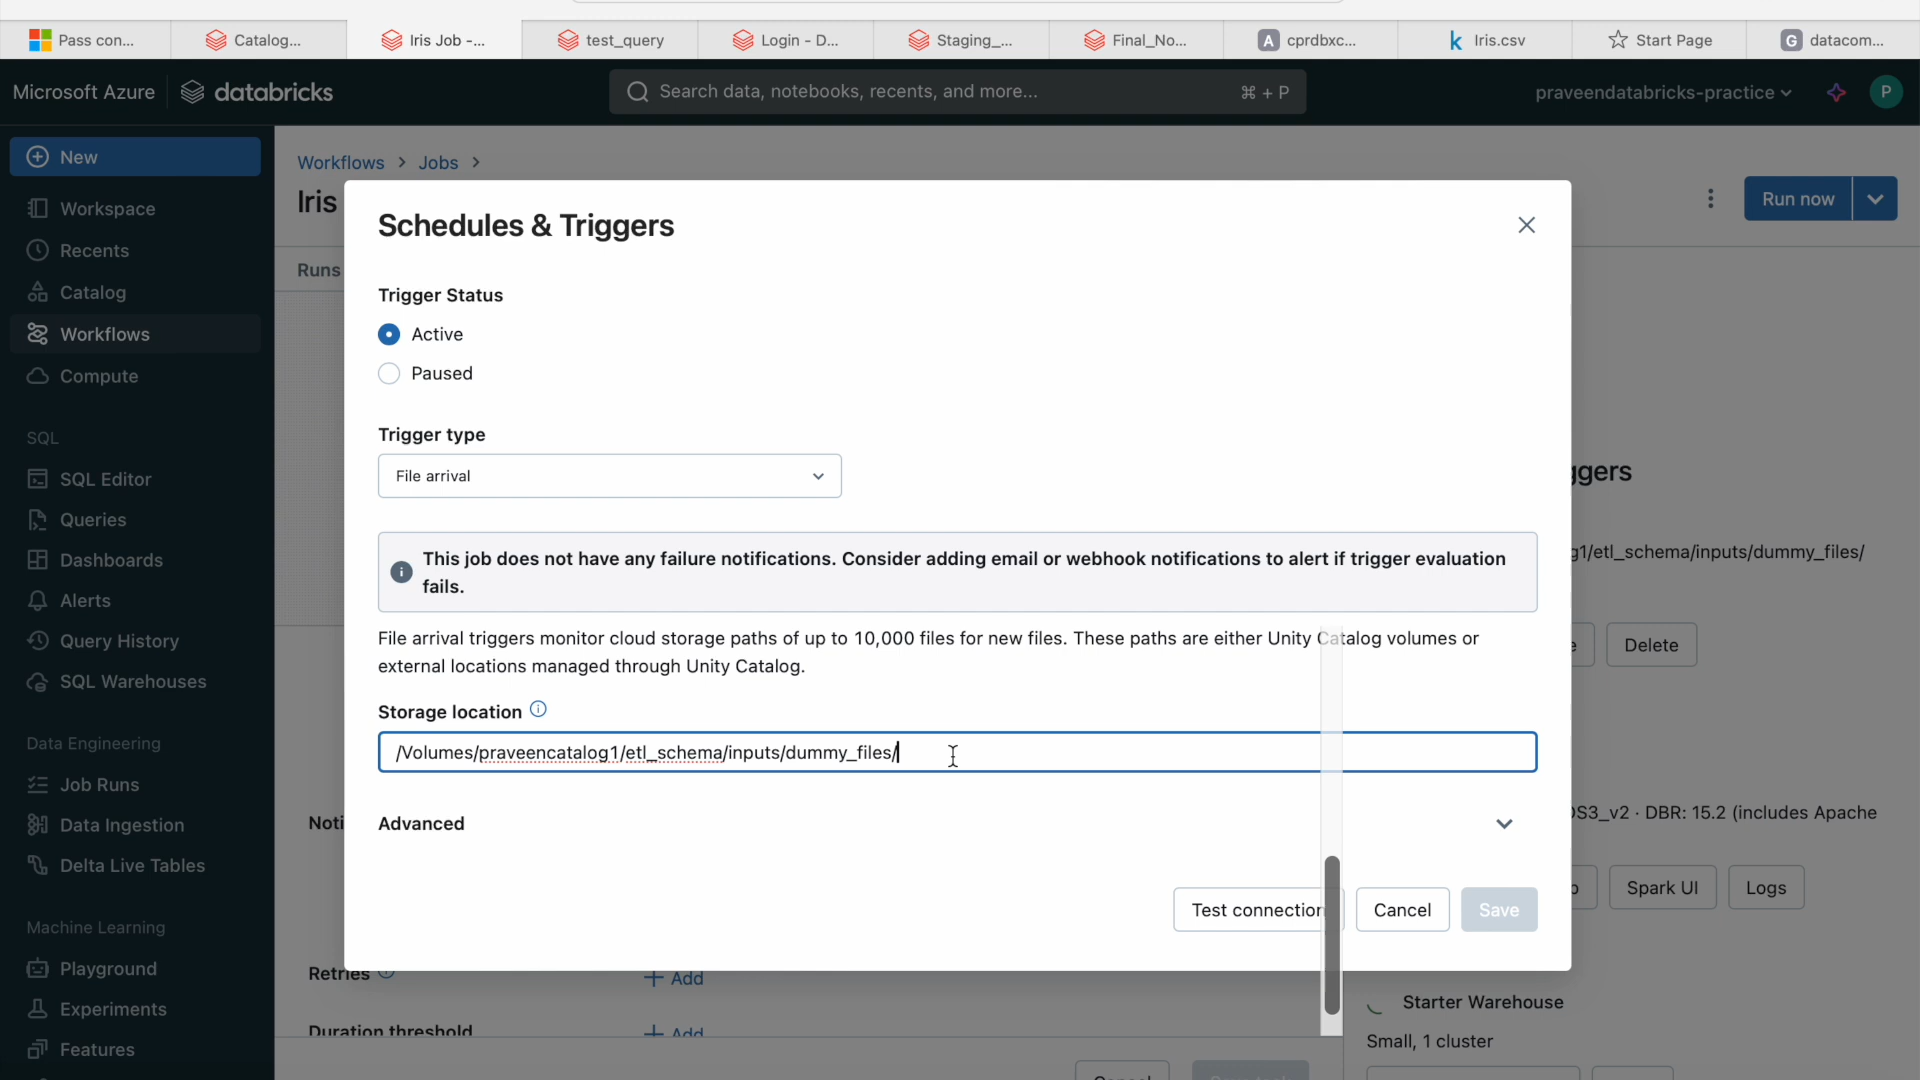 Pass con...
Catalog...
Iris Job -...
test_query
Login - D...
Staging_...
Final_No...
A cprdbxc...
k Iris.csv
Start Page
G datacom...
Microsoft Azure databricks
Search data, notebooks, recents, and more... ⌘ + P
praveendatabricks-practice
P
New
Workspace
Recents
Catalog
Workflows
Compute
SQL
SQL Editor
Queries
Dashboards
Alerts
Query History
SQL Warehouses
Data Engineering
Job Runs
Data Ingestion
Delta Live Tables
Machine Learning
Playground
Experiments
Features
Workflows > Jobs >
Iris
Run now
Runs
Schedules & Triggers
Trigger Status
Active
Paused
Trigger type
File arrival
This job does not have any failure notifications. Consider adding email or webhook notifications to alert if trigger evaluation
fails.
File arrival triggers monitor cloud storage paths of up to 10,000 files for new files. These paths are either Unity Catalog volumes or
external locations managed through Unity Catalog.
Storage location
/Volumes/praveencatalog1/etl_schema/inputs/dummy_files/
Advanced
Test connection
Cancel
Save
ggers
g1/etl_schema/inputs/dummy_files/
Delete
DS3_v2 · DBR: 15.2 (includes Apache
Spark UI
Logs
Noti
Retries
+ Add
Duration threshold
+ Add
Starter Warehouse
Small, 1 cluster